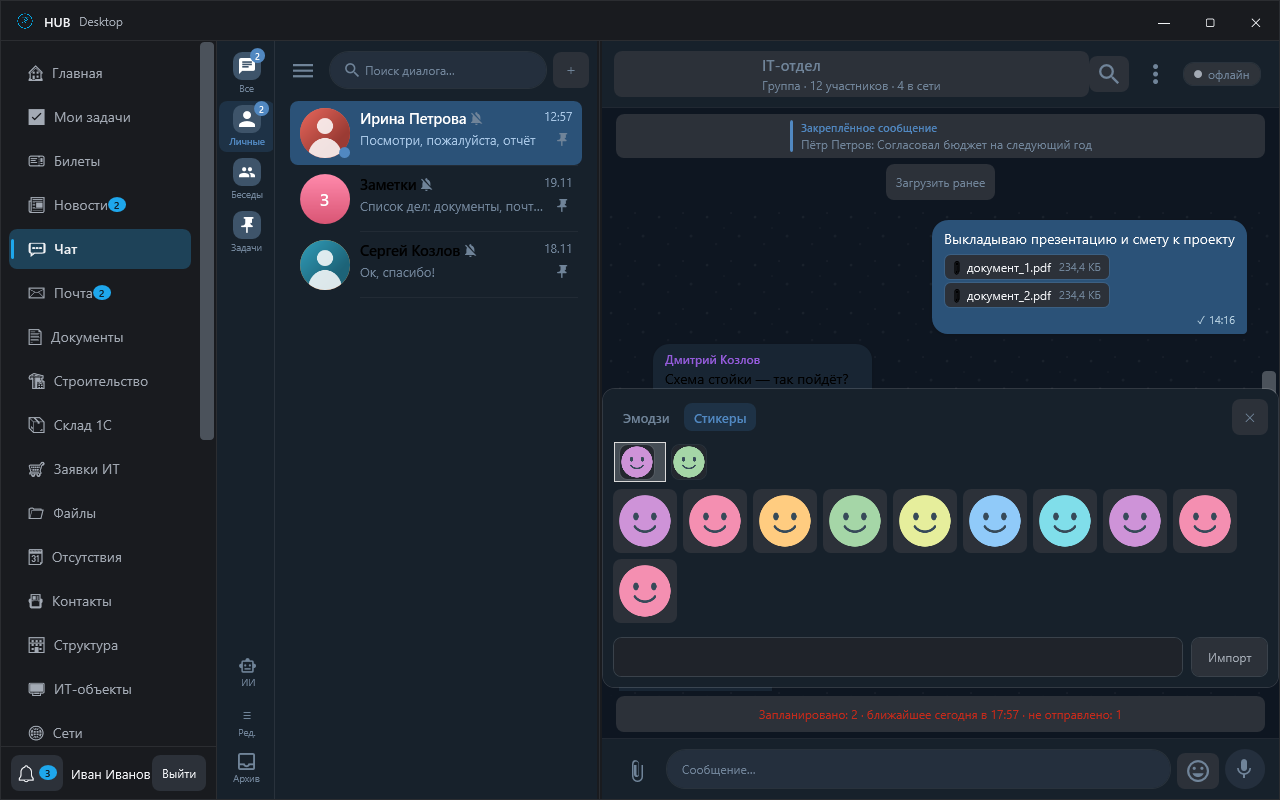 HUB Desktop
Главная
Мои задачи
Билеты
Новости 2
Чат
Почта 2
Документы
Строительство
Склад 1С
Заявки ИТ
Файлы
31 Отсутствия
Контакты
Структура
ИТ-объекты
Сети
3 Иван Иванов Выйти
2
Все
2
Личные
Беседы
Задачи
ИИ
Ред.
Архив
Поиск диалога... +
Ирина Петрова 12:57
Посмотри, пожалуйста, отчёт
З
Заметки 19.11
Список дел: документы, почт...
Сергей Козлов 18.11
Ок, спасибо!
IT-отдел
Группа · 12 участников · 4 в сети
офлайн
Закреплённое сообщение
Пётр Петров: Согласовал бюджет на следующий год
Загрузить ранее
Выкладываю презентацию и смету к проекту
документ_1.pdf 234,4 КБ
документ_2.pdf 234,4 КБ
✓ 14:16
Дмитрий Козлов
Схема стойки — так пойдёт?
Эмодзи Стикеры
Импорт
Запланировано: 2 · ближайшее сегодня в 17:57 · не отправлено: 1
Сообщение...